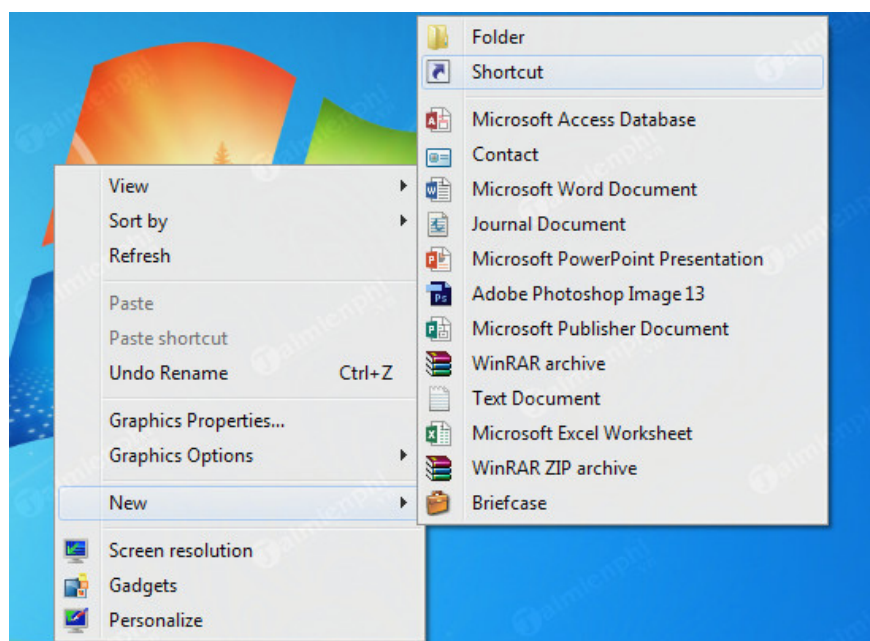 Folder
Shortcut
Microsoft Access Database
Contact
Microsoft Word Document
Journal Document
Microsoft PowerPoint Presentation
Adobe Photoshop Image 13
Microsoft Publisher Document
WinRAR archive
Text Document
Microsoft Excel Worksheet
WinRAR ZIP archive
Briefcase
View
Sort by
Refresh
Paste
Paste shortcut
Undo Rename Ctrl+Z
Graphics Properties...
Graphics Options
New
Screen resolution
Gadgets
Personalize